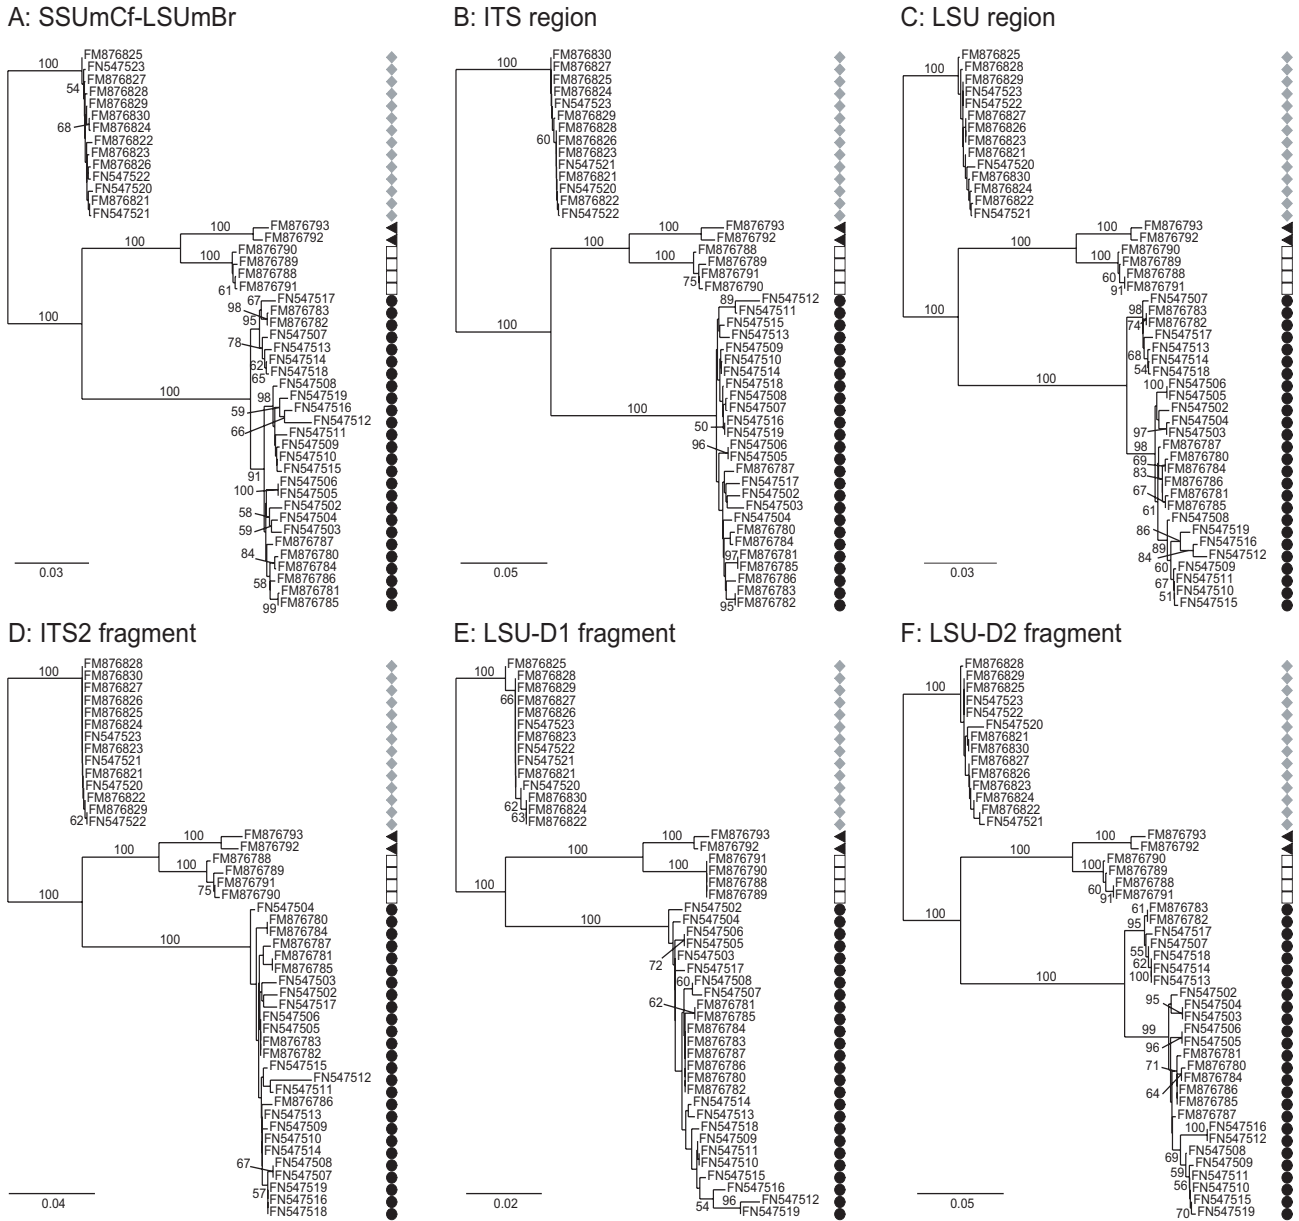 A: SSUmCf-LSUmBr
100
FM876825
FN547523
FM876827
54
FM876828
FM876829
FM876830
68
FM876824
FM876822
FM876823
FM876826
FN547522
FN547520
FM876821
FN547521
100
FM876793
FM876792
100
100
FM876790
FM876789
FM876788
61
FM876791
67
FN547517
98
FM876783
95
FM876782
FN547507
78
FN547513
FN547514
62
FN547518
65
FN547508
98
FN547519
59
FN547516
66
FN547512
FN547511
FN547509
FN547510
FN547515
91
FN547506
100
FN547505
FN547502
58
FN547504
59
FN547503
FM876787
84
FM876780
FM876784
58
FM876786
FM876781
99
FM876785
100
100
0.03
B: ITS region
100
FM876830
FM876827
FM876825
FM876824
FN547523
FM876829
FM876828
60
FM876826
FM876823
FN547521
FM876821
FN547520
FM876822
FN547522
100
FM876793
FM876792
100
100
FM876788
FM876789
FM876791
75
FM876790
89
FN547512
FN547511
FN547515
FN547513
FN547509
FN547510
FN547514
FN547518
FN547508
FN547507
FN547516
50
FN547519
96
FN547506
FN547505
FM876787
FN547517
FN547502
FN547503
FN547504
FM876780
FM876784
97
FM876781
FM876785
FM876786
FM876783
95
FM876782
100
100
0.05
C: LSU region
100
FM876825
FM876828
FM876829
FN547523
FN547522
FM876827
FM876826
FM876823
FM876821
FN547520
FM876830
FM876824
FM876822
FN547521
100
FM876793
FM876792
100
100
FM876790
FM876789
60
FM876788
91
FM876791
FN547507
98
FM876783
74
FM876782
FN547517
68
FN547513
FN547514
54
FN547518
100
FN547506
FN547505
FN547502
FN547504
97
FN547503
98
FM876787
69
FM876780
83
FM876784
FM876786
67
FM876781
61
FM876785
FN547508
86
FN547519
89
FN547516
84
FN547512
60
FN547509
67
FN547511
51
FN547510
FN547515
100
100
0.03
D: ITS2 fragment
100
FM876828
FM876830
FM876827
FM876826
FM876825
FM876824
FN547523
FM876823
FN547521
FM876821
FN547520
FM876822
FM876829
62
FN547522
100
FM876793
FM876792
100
100
FM876788
FM876789
FM876791
75
FM876790
FN547504
FM876780
FM876784
FM876787
FM876781
FM876785
FN547503
FN547502
FN547517
FN547506
FN547505
FM876783
FM876782
FN547515
FN547512
FN547511
FM876786
FN547513
FN547509
FN547510
FN547514
67
FN547508
FN547507
57
FN547519
FN547516
FN547518
100
100
0.04
E: LSU-D1 fragment
100
FM876825
FM876828
66
FM876829
FM876827
FM876826
FN547523
FM876823
FN547522
FN547521
FM876821
FN547520
62
FM876830
63
FM876824
FM876822
100
FM876793
FM876792
100
100
FM876791
FM876790
FM876788
FM876789
FN547502
FN547504
FN547506
FN547505
72
FN547503
FN547517
60
FN547508
FN547507
62
FM876781
FM876785
FM876784
FM876783
FM876787
FM876786
FM876780
FM876782
FN547514
FN547513
FN547518
FN547509
FN547511
FN547510
FN547515
FN547516
54
96
FN547512
FN547519
100
100
0.02
F: LSU-D2 fragment
100
FM876828
FM876829
FM876825
FN547523
FN547522
FN547520
FM876821
FM876830
FM876827
FM876826
FM876823
FM876824
FM876822
FN547521
100
FM876793
FM876792
100
100
FM876790
FM876789
60
FM876788
91
FM876791
61
FM876783
95
FM876782
FN547517
55
FN547507
62
FN547518
100
FN547514
FN547513
FN547502
95
FN547504
FN547503
99
FN547506
96
FN547505
FM876781
71
FM876780
64
FM876784
FM876786
FM876785
FM876787
100
FN547516
FN547512
69
FN547508
59
FN547509
56
FN547511
FN547510
FN547515
70
FN547519
100
100
0.05